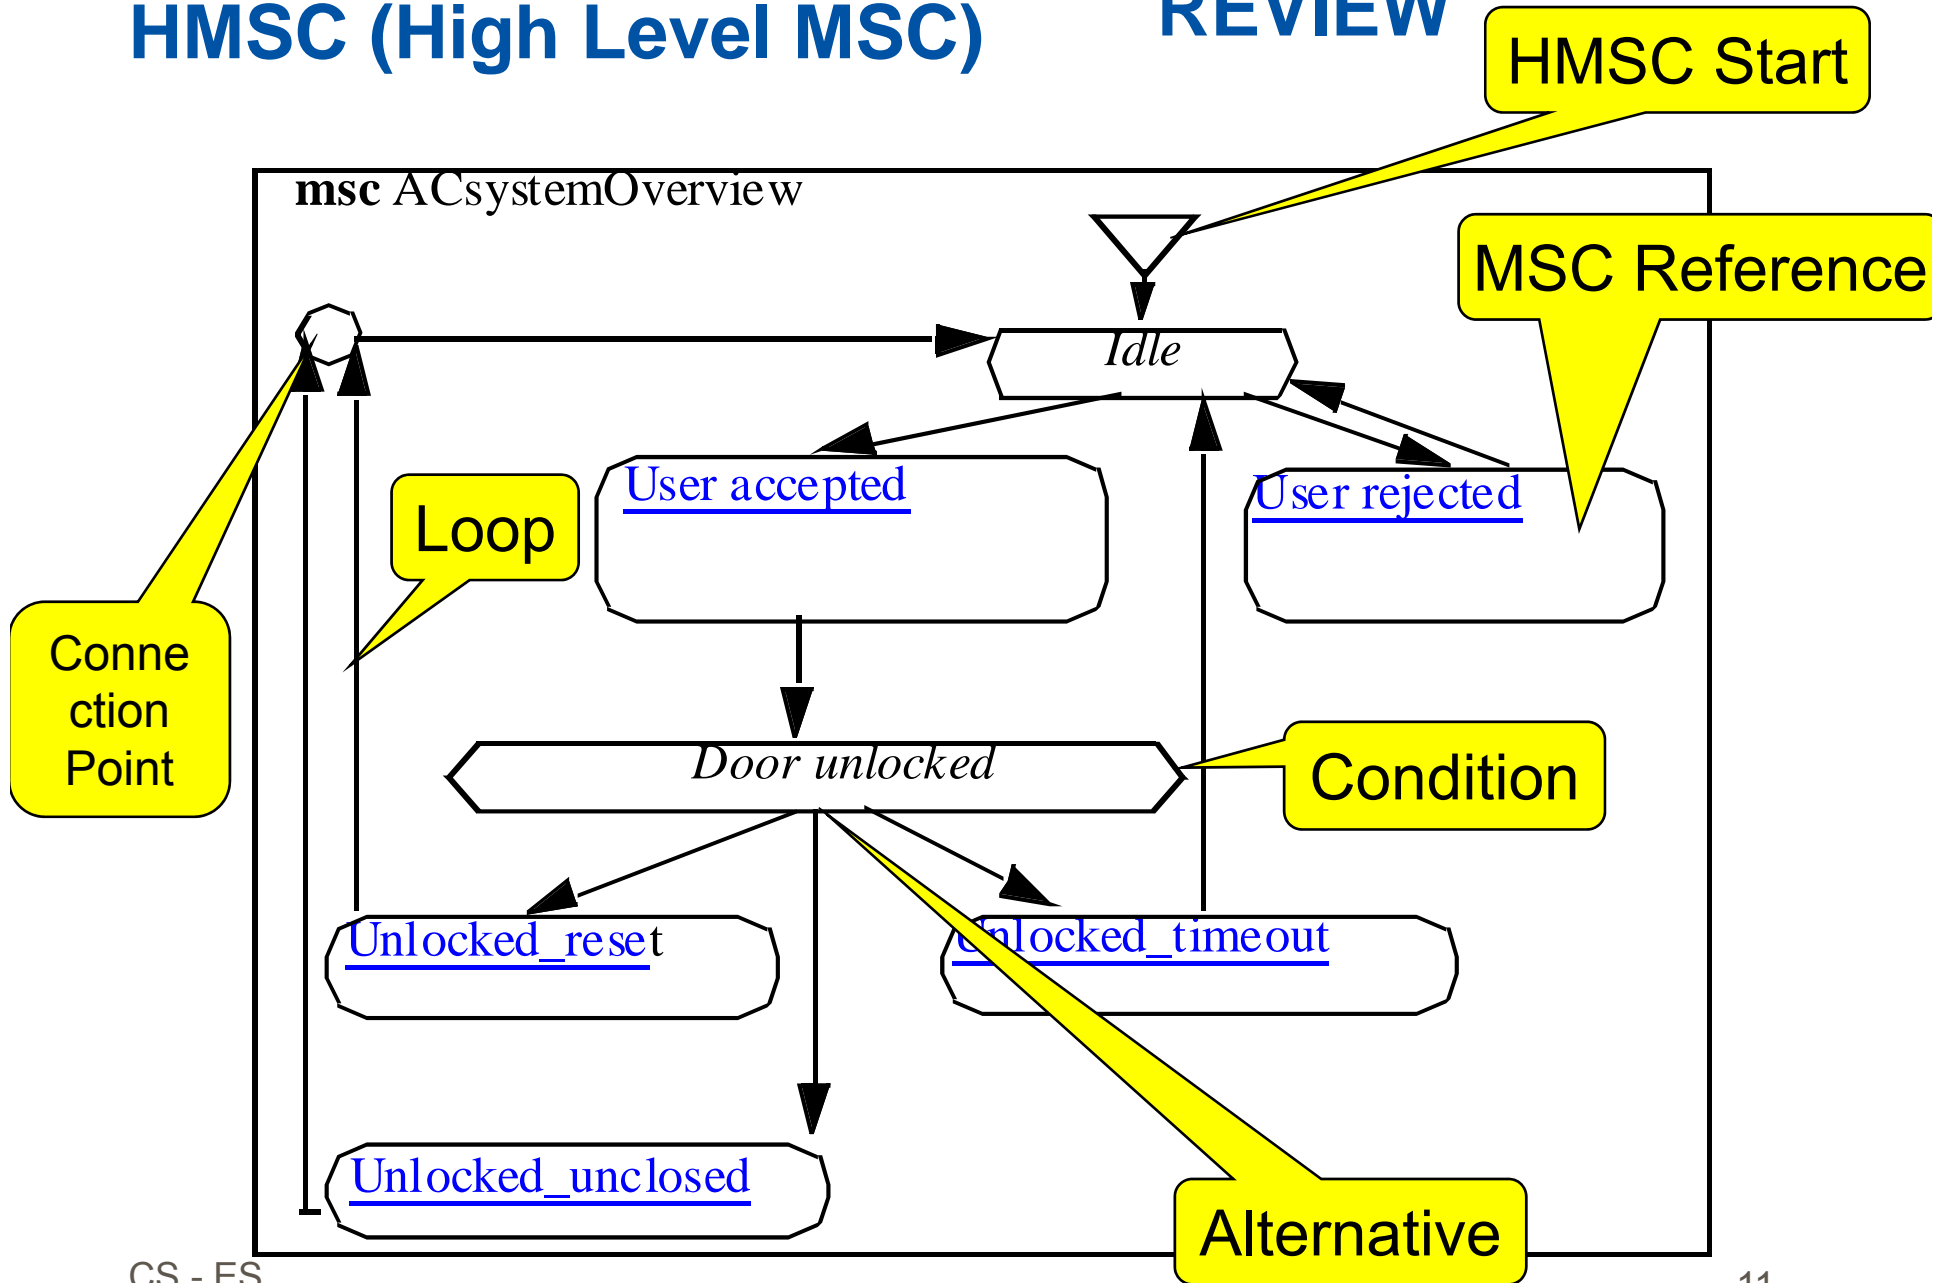 HMSC (High Level MSC)
REVIEW
HMSC Start
msc ACsystemOverview
MSC Reference
Idle
User accepted
User rejected
Loop
Conne
ction
Point
Door unlocked
Condition
Unlocked_reset
Unlocked_timeout
Unlocked_unclosed
Alternative
CS - ES
11